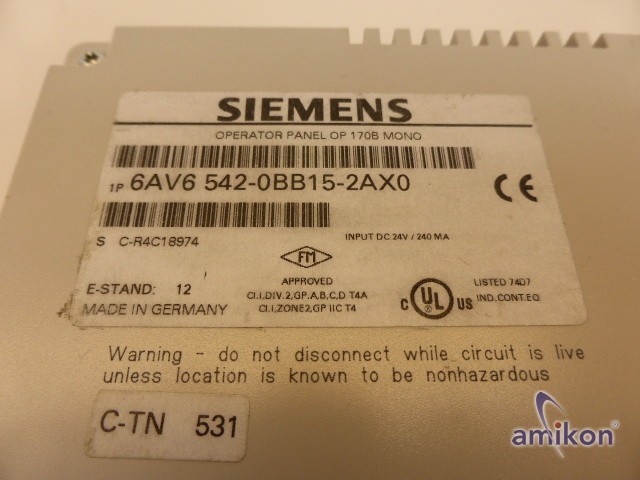 SIEMENS
OPERATOR PANEL OP 170B MONO
1P 6AV6 542-0BB15-2AX0
CE
S C-R4C18974
INPUT DC 24V / 240 MA
FM
E-STAND: 12
MADE IN GERMANY
APPROVED
CI.I,DIV.2,GP.A,B,C,D T4A
CI.I,ZONE2,GP IIC T4
C UL US
LISTED 74D7
IND.CONT.EQ
Warning - do not disconnect while circuit is live
unless location is known to be nonhazardous
C-TN 531
amikon